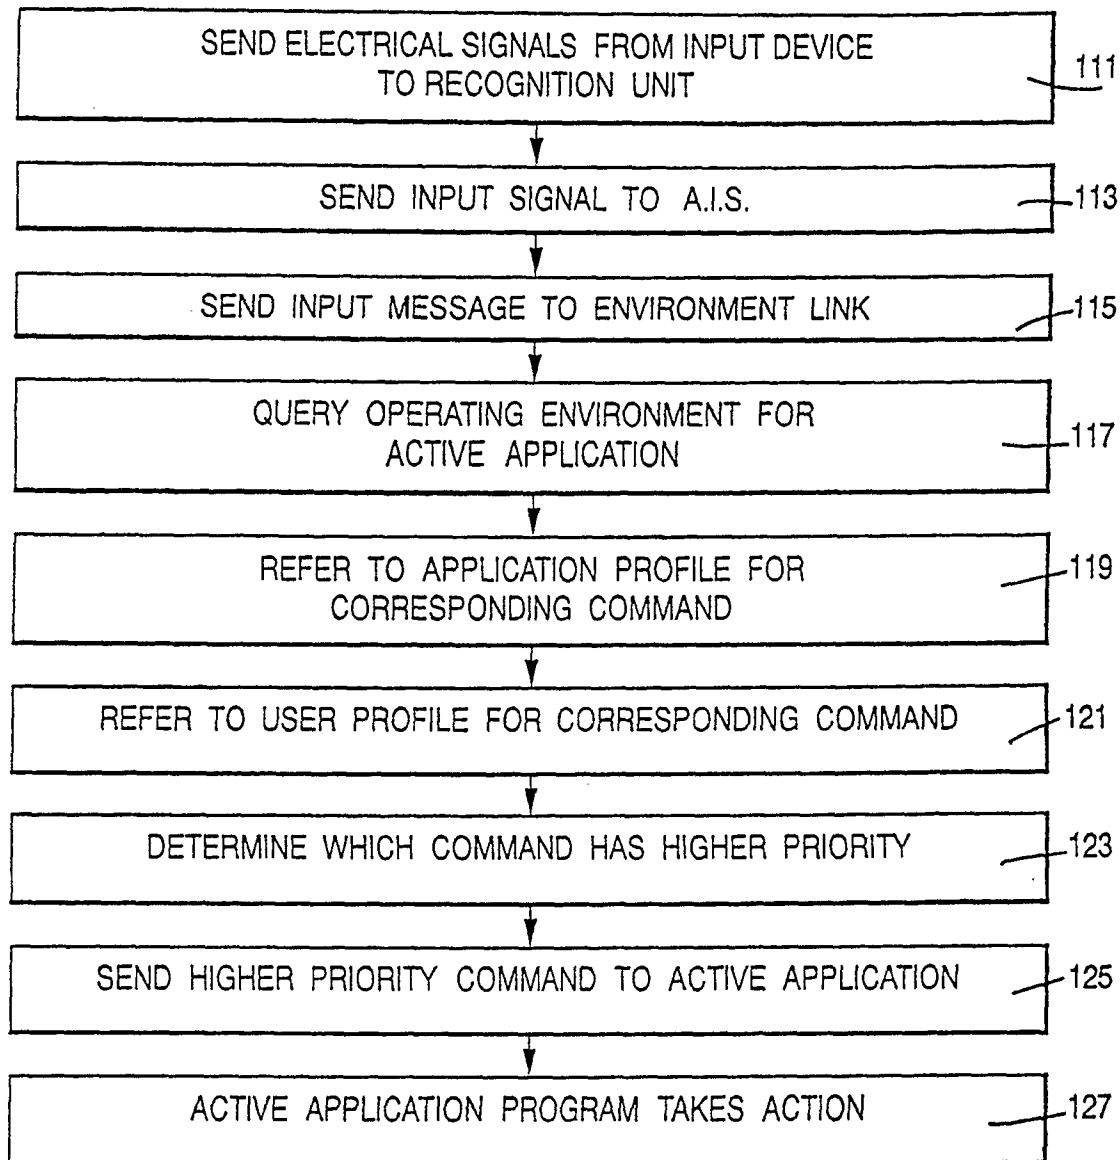 SEND ELECTRICAL SIGNALS FROM INPUT DEVICE
TO RECOGNITION UNIT
111
SEND INPUT SIGNAL TO A.I.S.
113
SEND INPUT MESSAGE TO ENVIRONMENT LINK
115
QUERY OPERATING ENVIRONMENT FOR
ACTIVE APPLICATION
117
REFER TO APPLICATION PROFILE FOR
CORRESPONDING COMMAND
119
REFER TO USER PROFILE FOR CORRESPONDING COMMAND
121
DETERMINE WHICH COMMAND HAS HIGHER PRIORITY
123
SEND HIGHER PRIORITY COMMAND TO ACTIVE APPLICATION
125
ACTIVE APPLICATION PROGRAM TAKES ACTION
127